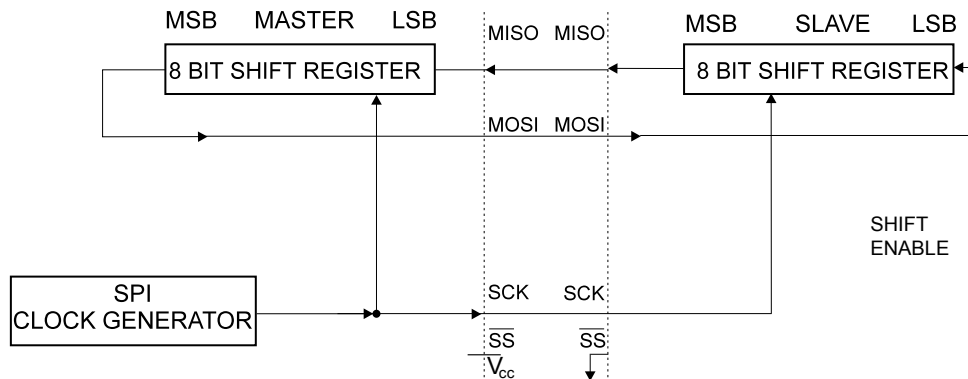 MSB MASTER LSB
MISO MISO
MSB SLAVE LSB
8 BIT SHIFT REGISTER
8 BIT SHIFT REGISTER
MOSI MOSI
SHIFT
ENABLE
SPI
CLOCK GENERATOR
SCK SCK
SS SS
Vcc